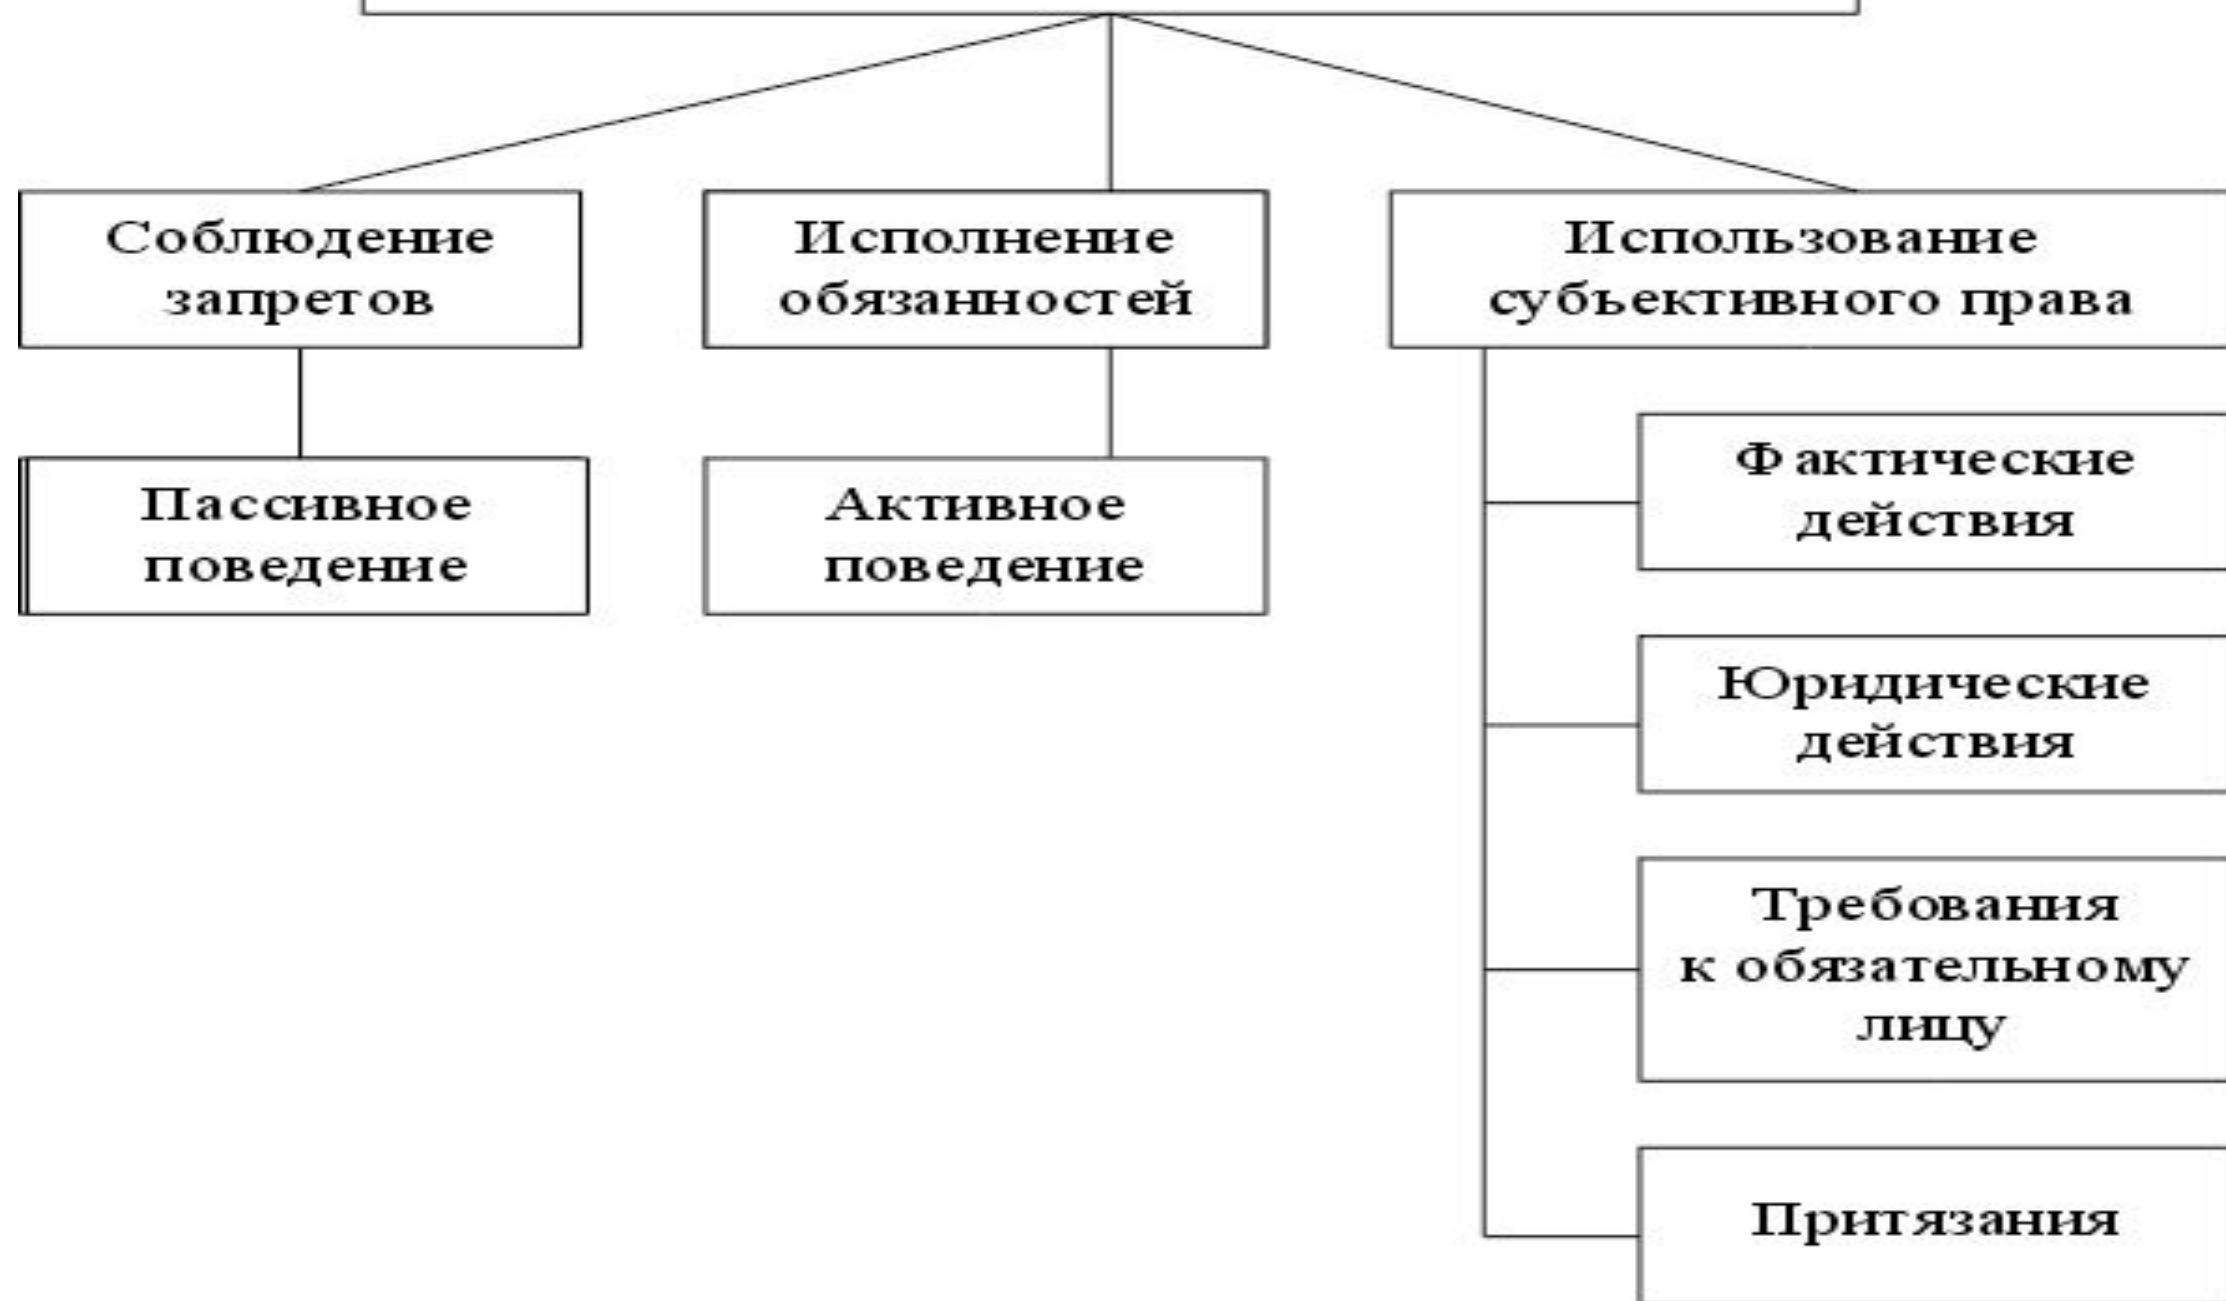 Соблюдение
запретов
Исполнение
обязанностей
Использование
субъективного права
Пассивное
поведение
Активное
поведение
Фактические
действия
Юридические
действия
Требования
к обязательному
лицу
Притязания